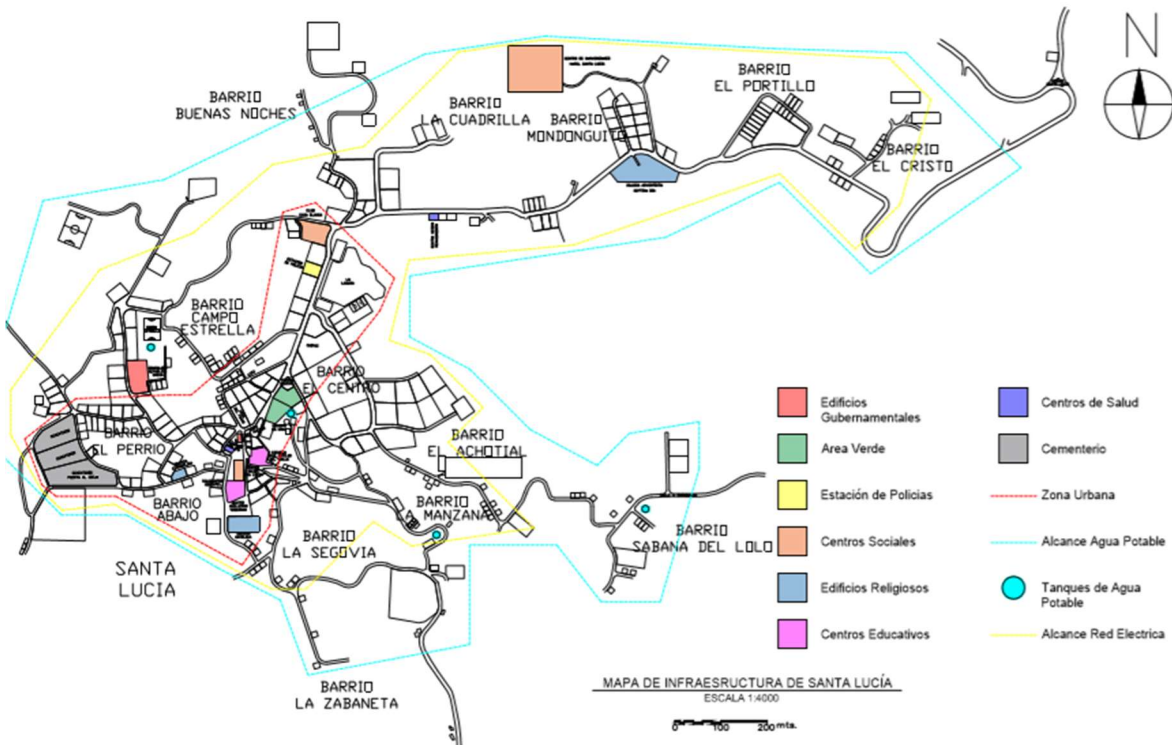 N
BARRIO
BUENAS NOCHES
BARRIO
LA CUADRILLA
BARRIO
MONDONGUITO
BARRIO
EL PORTILLO
BARRIO
EL CRISTO
BARRIO
CAMPO
ESTRELLA
BARRIO
EL CENTRO
BARRIO
EL PERRIO
BARRIO
ABAJO
BARRIO
EL ACHOTIAL
BARRIO
LA MANZANA
BARRIO
LA SEGOVIA
BARRIO
SABANA DEL LOLO
SANTA
LUCIA
BARRIO
LA ZABANETA
Edificios
Gubernamentales
Area Verde
Estación de Policias
Centros Sociales
Edificios Religiosos
Centros Educativos
Centros de Salud
Cementerio
Zona Urbana
Alcance Agua Potable
Tanques de Agua
Potable
Alcance Red Electrica
MAPA DE INFRAESRUCTURA DE SANTA LUCÍA
ESCALA 1:4000
0 100 200 mts.